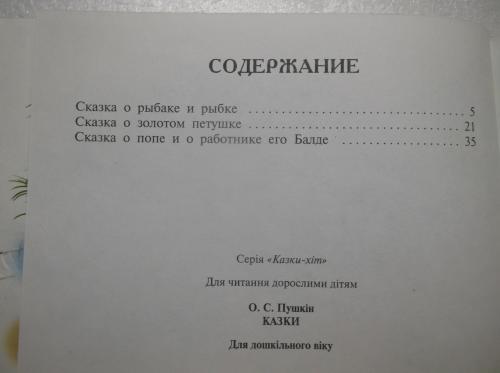 СОДЕРЖАНИЕ
Сказка о рыбаке и рыбке ................................ 5
Сказка о золотом петушке ................................ 21
Сказка о попе и о работнике его Балде .................. 35
Серія «Казки-хіт»
Для читання дорослими дітям
О. С. Пушкін
КАЗКИ
Для дошкільного віку